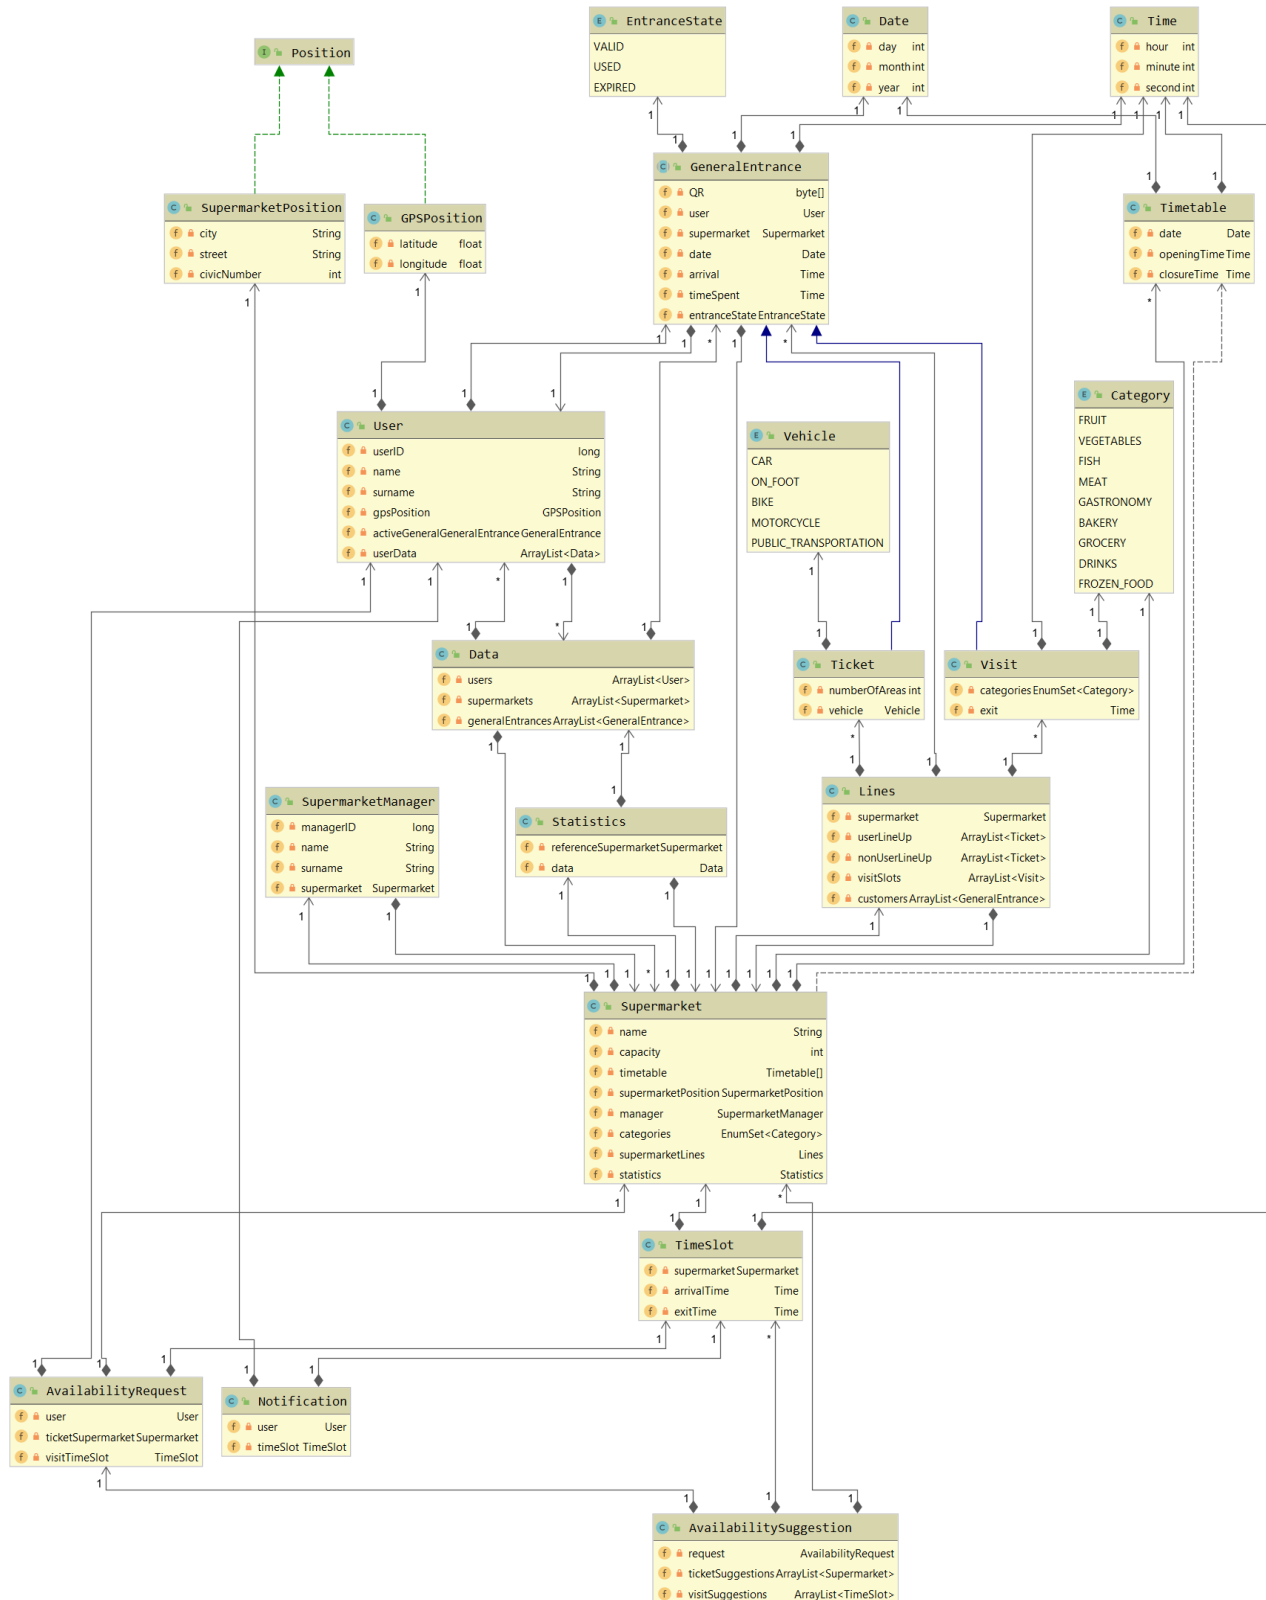 EntranceState
VALID
USED
EXPIRED
Date
day int
month int
year int
Time
hour int
minute int
second int
Position
GeneralEntrance
QR byte[]
user User
supermarket Supermarket
date Date
arrival Time
timeSpent Time
entranceState EntranceState
SupermarketPosition
city String
street String
civicNumber int
GPSPosition
latitude float
longitude float
Timetable
date Date
openingTime Time
closureTime Time
User
userID long
name String
surname String
gpsPosition GPSPosition
activeGeneralGeneralEntrance GeneralEntrance
userData ArrayList<Data>
Vehicle
CAR
ON_FOOT
BIKE
MOTORCYCLE
PUBLIC_TRANSPORTATION
Category
FRUIT
VEGETABLES
FISH
MEAT
GASTRONOMY
BAKERY
GROCERY
DRINKS
FROZEN_FOOD
Data
users ArrayList<User>
supermarkets ArrayList<Supermarket>
generalEntrances ArrayList<GeneralEntrance>
Ticket
numberOfAreas int
vehicle Vehicle
Visit
categories EnumSet<Category>
exit Time
SupermarketManager
managerID long
name String
surname String
supermarket Supermarket
Statistics
referenceSupermarket Supermarket
data Data
Lines
supermarket Supermarket
userLineUp ArrayList<Ticket>
nonUserLineUp ArrayList<Ticket>
visitSlots ArrayList<Visit>
customers ArrayList<GeneralEntrance>
Supermarket
name String
capacity int
timetable Timetable[]
supermarketPosition SupermarketPosition
manager SupermarketManager
categories EnumSet<Category>
supermarketLines Lines
statistics Statistics
TimeSlot
supermarket Supermarket
arrivalTime Time
exitTime Time
AvailabilityRequest
user User
ticketSupermarket Supermarket
visitTimeSlot TimeSlot
Notification
user User
timeSlot TimeSlot
AvailabilitySuggestion
request AvailabilityRequest
ticketSuggestions ArrayList<Supermarket>
visitSuggestions ArrayList<TimeSlot>